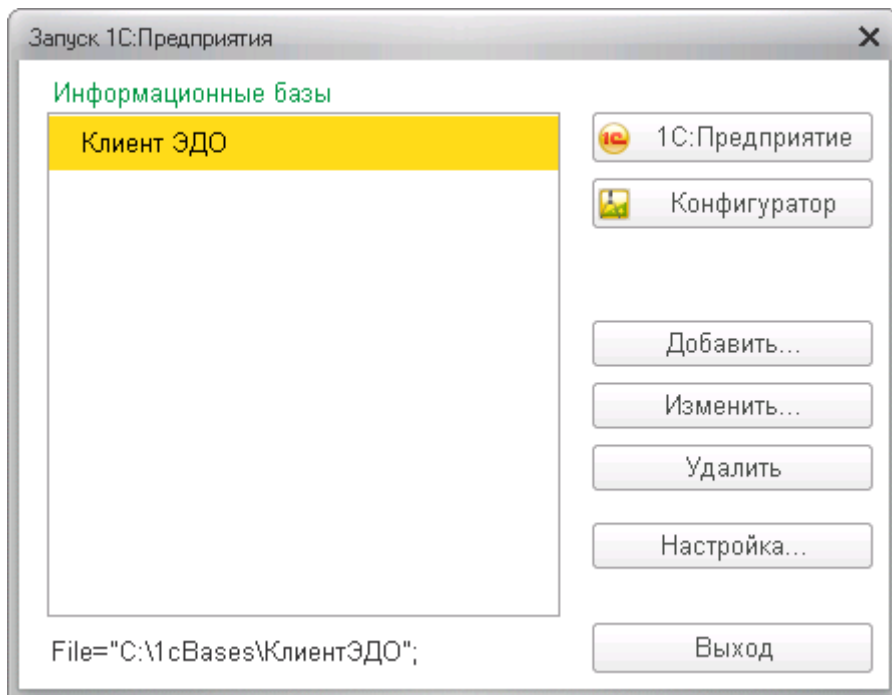 Запуск 1С:Предприятия
Информационные базы
Клиент ЭДО
1С:Предприятие
Конфигуратор
Добавить...
Изменить...
Удалить
Настройка...
File="C:\1cBases\КлиентЭДО";
Выход